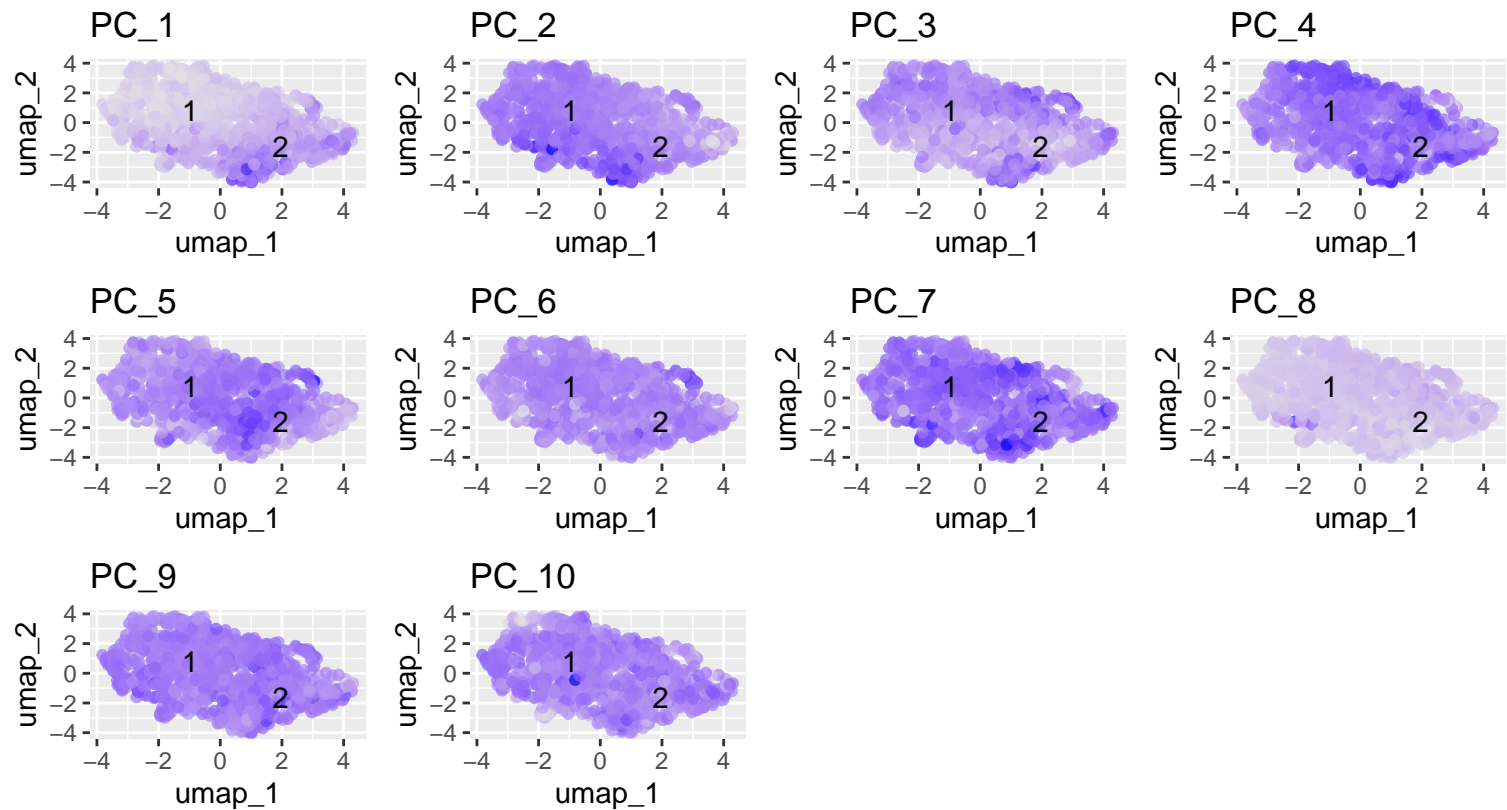 PC_1 PC_2 PC_3 PC_4
umap_2 umap_2 umap_2 umap_2
4 4 4 4
2 2 2 2
1 1 1 1
0 0 0 0
2 2 2 2
−2 −2 −2 −2
−4 −4 −4 −4
−4 −2 0 2 4 −4 −2 0 2 4 −4 −2 0 2 4 −4 −2 0 2 4
umap_1 umap_1 umap_1 umap_1
PC_5 PC_6 PC_7 PC_8
umap_2 umap_2 umap_2 umap_2
4 4 4 4
2 2 2 2
1 1 1 1
0 0 0 0
2 2 2 2
−2 −2 −2 −2
−4 −4 −4 −4
−4 −2 0 2 4 −4 −2 0 2 4 −4 −2 0 2 4 −4 −2 0 2 4
umap_1 umap_1 umap_1 umap_1
PC_9 PC_10
umap_2 umap_2
4 4
2 2
1 1
0 0
2 2
−2 −2
−4 −4
−4 −2 0 2 4 −4 −2 0 2 4
umap_1 umap_1